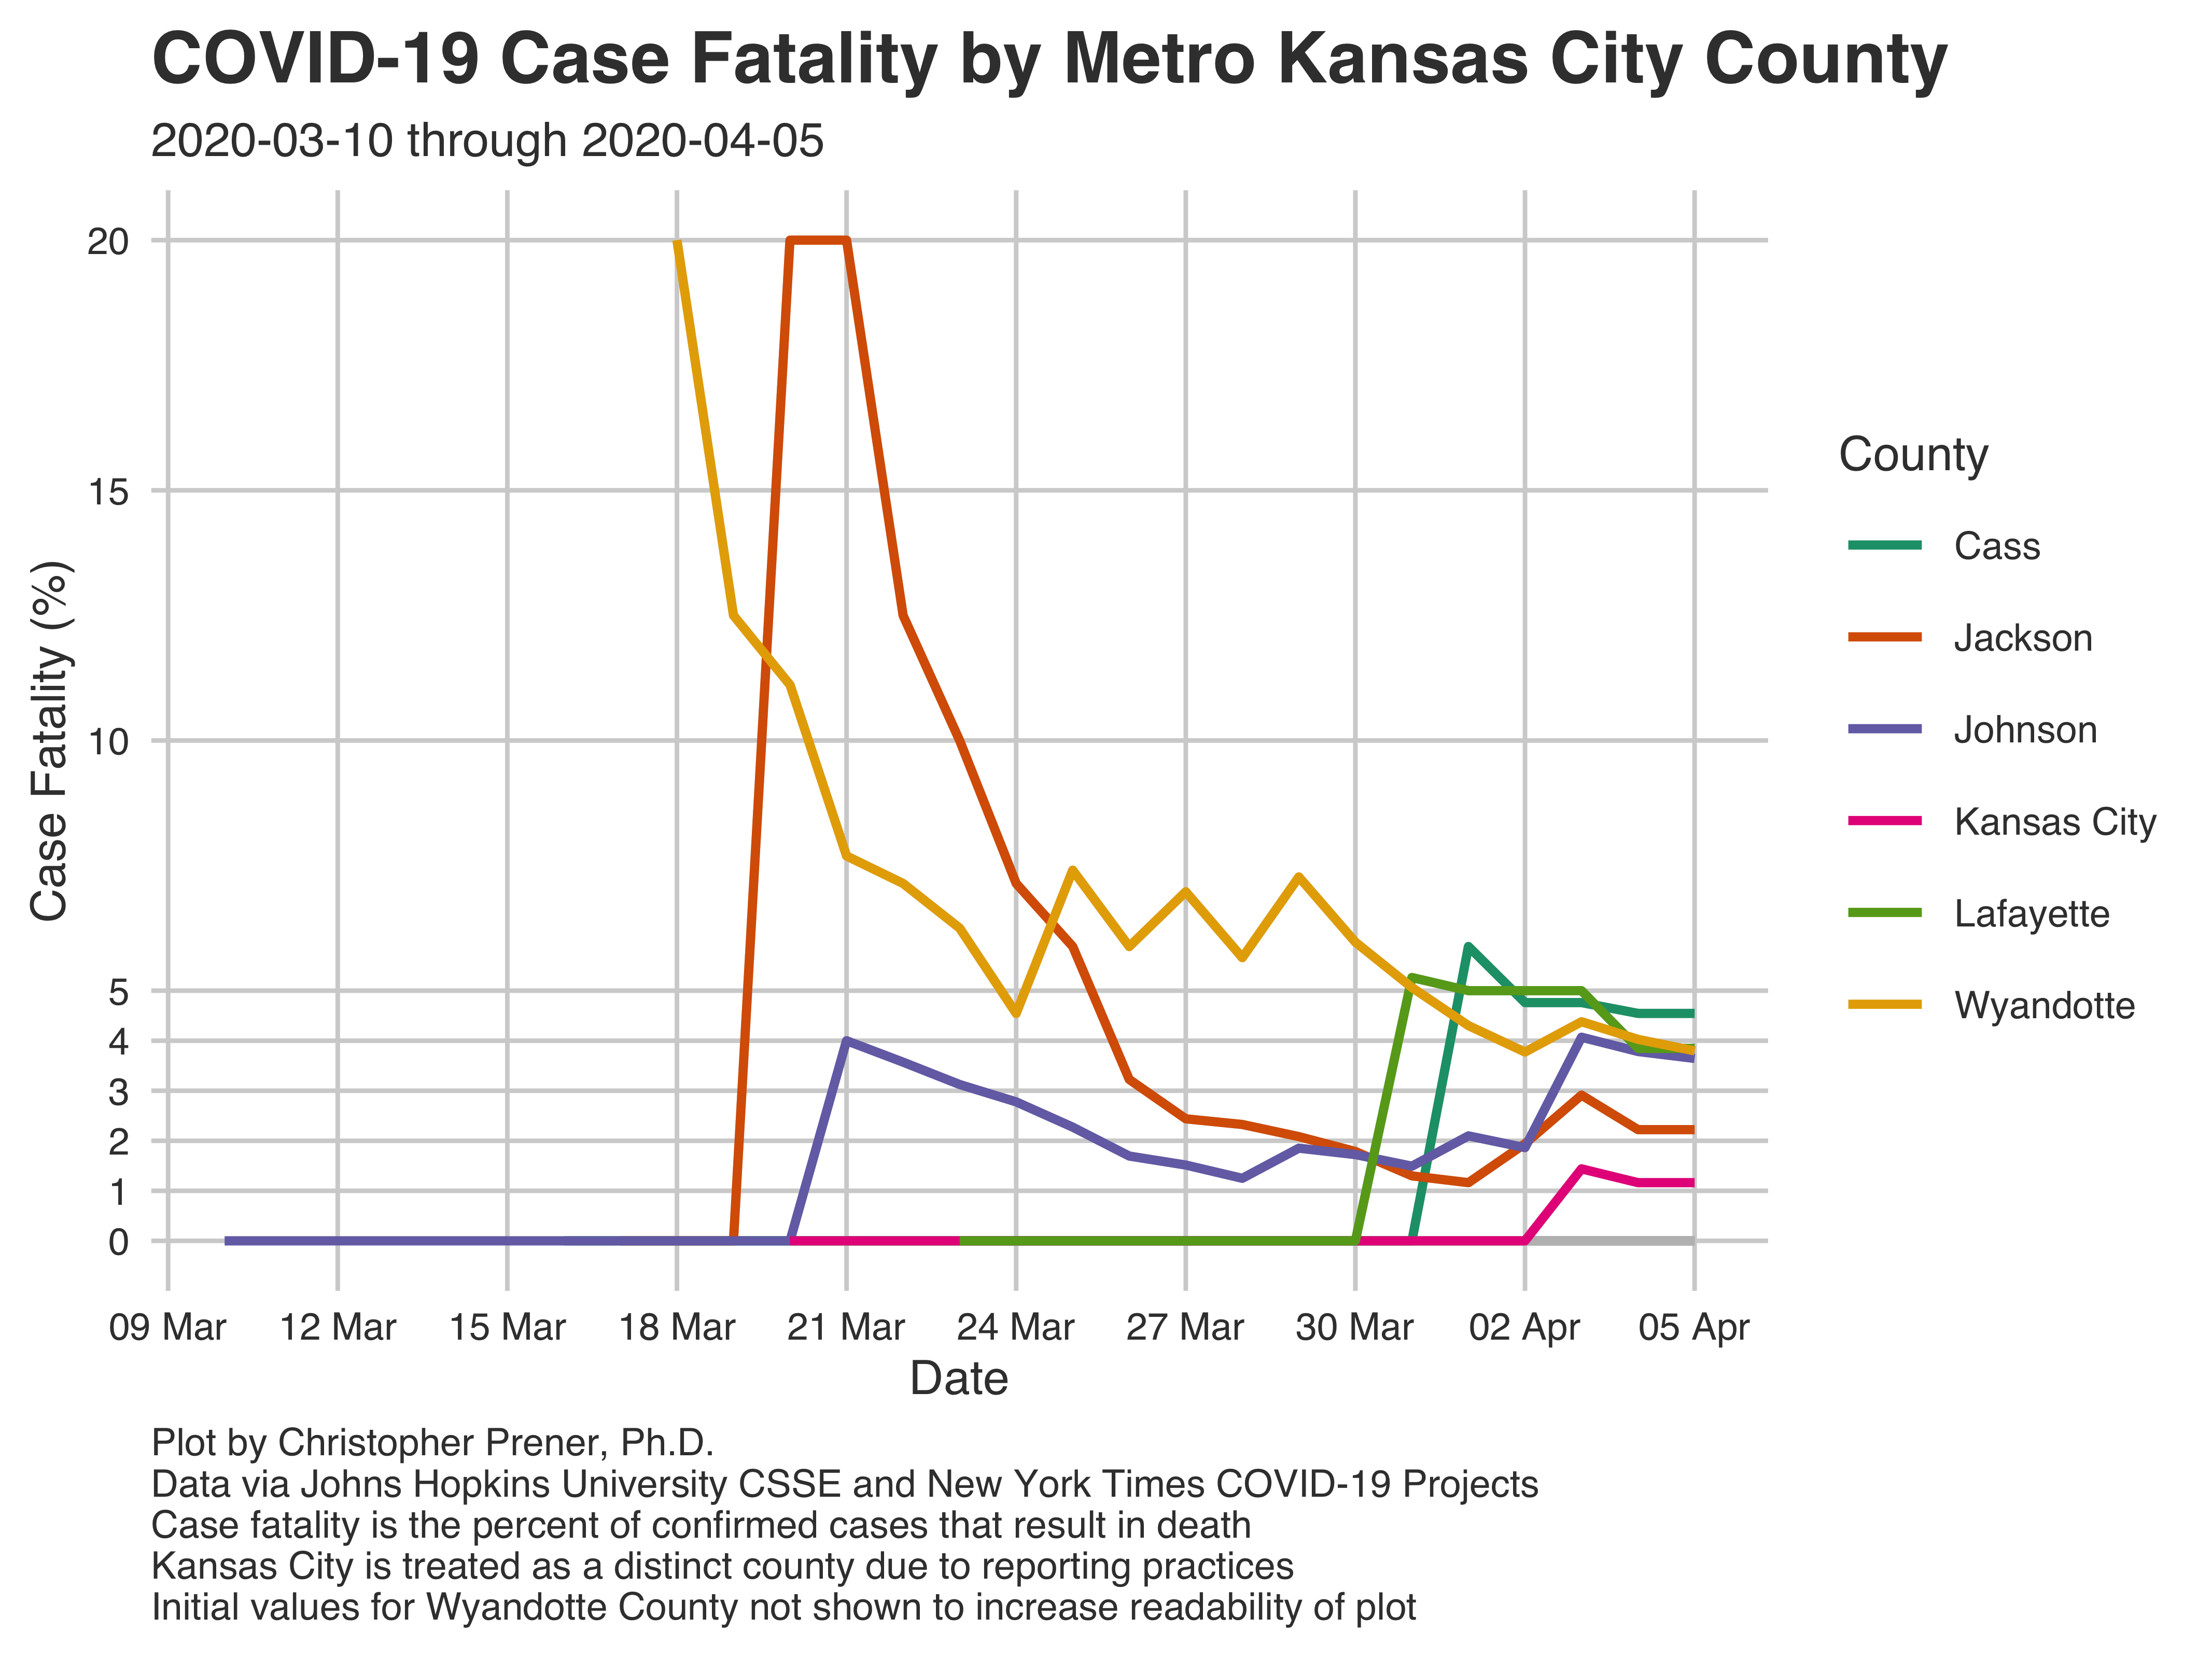 COVID-19 Case Fatality by Metro Kansas City County
2020-03-10 through 2020-04-05
Case Fatality (%)
20
15
10
5
4
3
2
1
0
09 Mar 12 Mar 15 Mar 18 Mar 21 Mar 24 Mar 27 Mar 30 Mar 02 Apr 05 Apr
Date
County
Cass
Jackson
Johnson
Kansas City
Lafayette
Wyandotte
Plot by Christopher Prener, Ph.D.
Data via Johns Hopkins University CSSE and New York Times COVID-19 Projects
Case fatality is the percent of confirmed cases that result in death
Kansas City is treated as a distinct county due to reporting practices
Initial values for Wyandotte County not shown to increase readability of plot